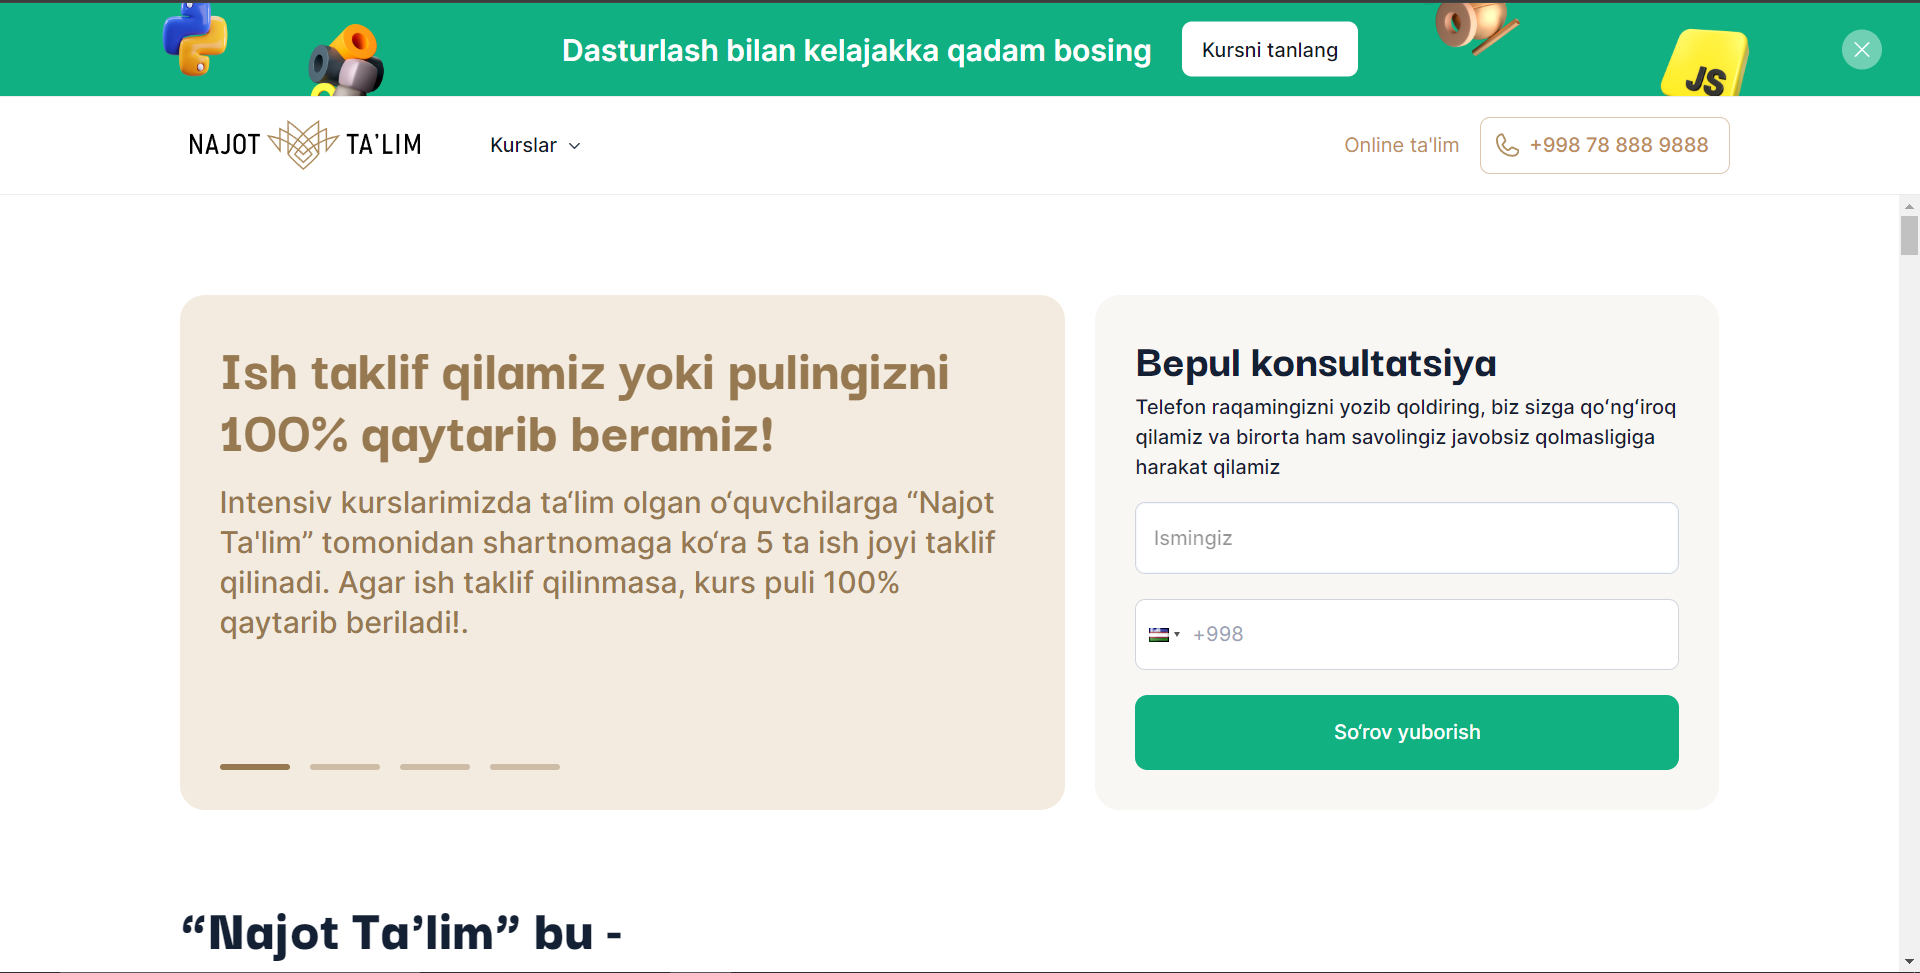 Dasturlash bilan kelajakka qadam bosing
Kursni tanlang
JS
NAJOT TA'LIM
Kurslar
Online ta'lim
+998 78 888 9888
Ish taklif qilamiz yoki pulingizni
100% qaytarib beramiz!
Intensiv kurslarimizda ta‘lim olgan o‘quvchilarga “Najot
Ta'lim” tomonidan shartnomaga ko‘ra 5 ta ish joyi taklif
qilinadi. Agar ish taklif qilinmasa, kurs puli 100%
qaytarib beriladi!.
Bepul konsultatsiya
Telefon raqamingizni yozib qoldiring, biz sizga qo‘ng‘iroq
qilamiz va birorta ham savolingiz javobsiz qolmasligiga
harakat qilamiz
Ismingiz
+998
So‘rov yuborish
“Najot Ta’lim” bu -